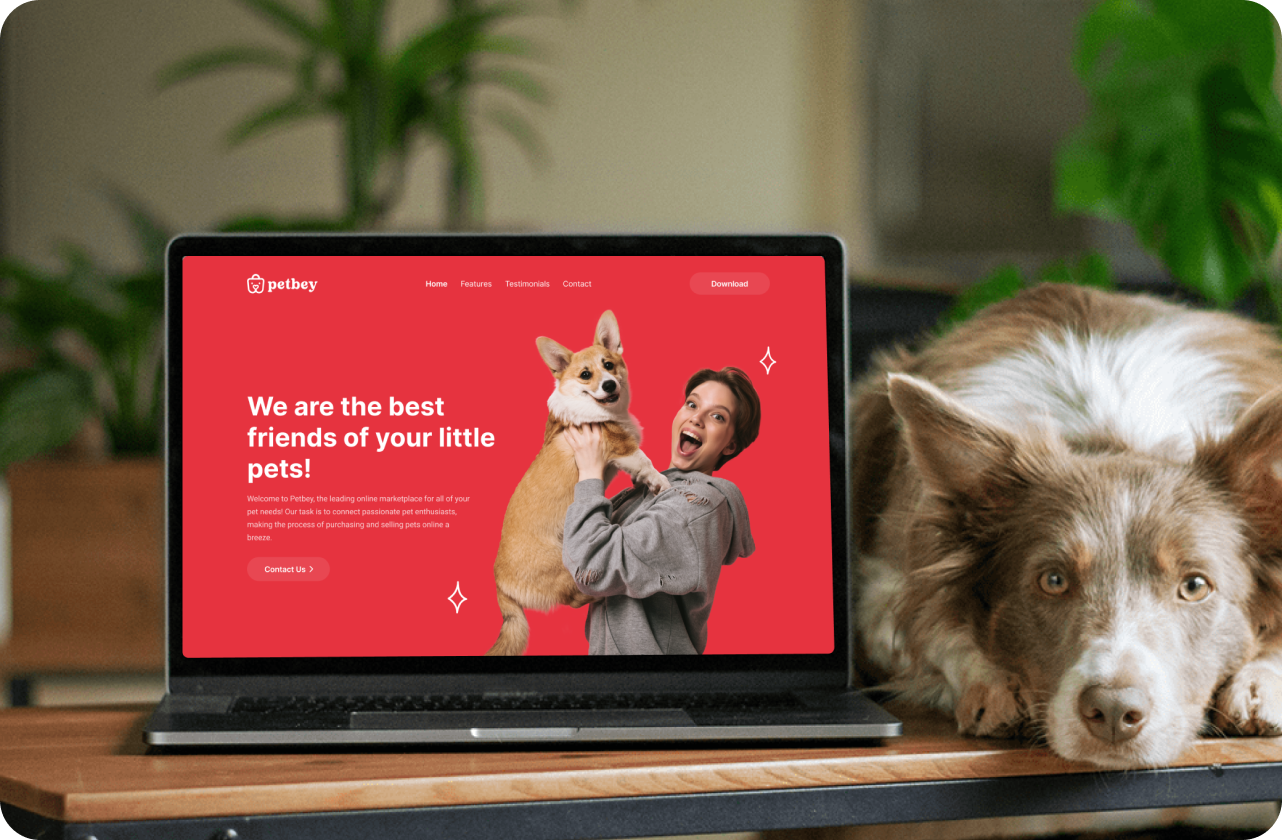 petbey
Home Features Testimonials Contact
Download
We are the best
friends of your little
pets!
Welcome to Petbey, the leading online marketplace for all of your
pet needs! Our task is to connect passionate pet enthusiasts,
making the process of purchasing and selling pets online a
breeze.
Contact Us